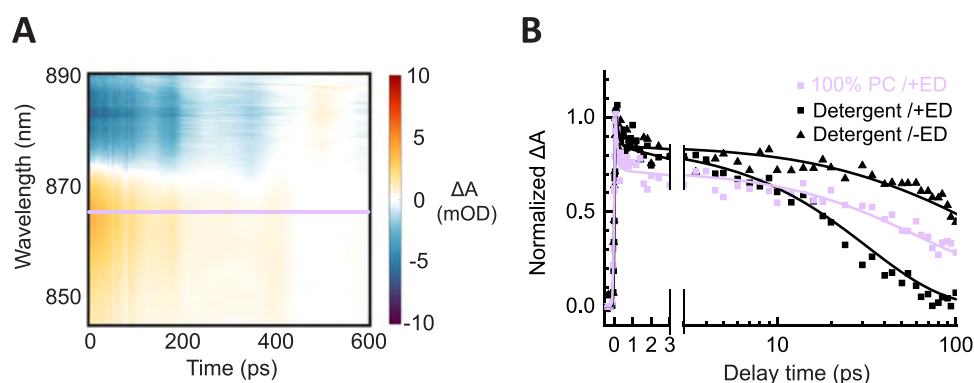 A
890
870
850
Wavelength (nm)
0
200
400
600
Time (ps)
10
5
0
-5
-10
ΔA
(mOD)
B
1.0
0.5
0.0
Normalized ΔA
100% PC /+ED
Detergent /+ED
Detergent /-ED
0
1
2
3
10
100
Delay time (ps)